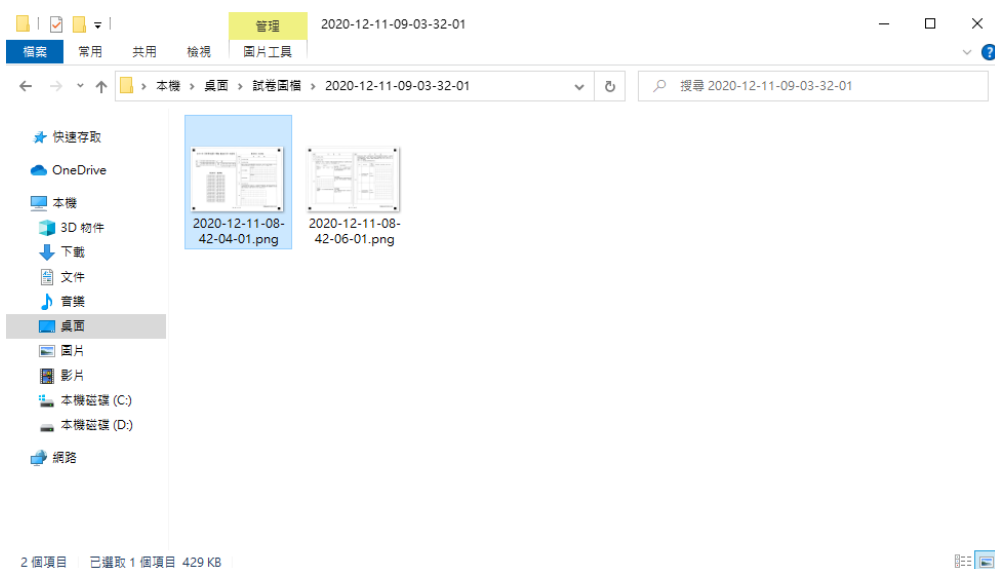 管理
2020-12-11-09-03-32-01
檔案
常用
共用
檢視
圖片工具
本機 › 桌面 › 試卷圖檔 › 2020-12-11-09-03-32-01
搜尋 2020-12-11-09-03-32-01
快速存取
OneDrive
本機
3D 物件
下載
文件
音樂
桌面
圖片
影片
本機磁碟 (C:)
本機磁碟 (D:)
網路
2020-12-11-08-
42-04-01.png
2020-12-11-08-
42-06-01.png
2 個項目
已選取 1 個項目 429 KB